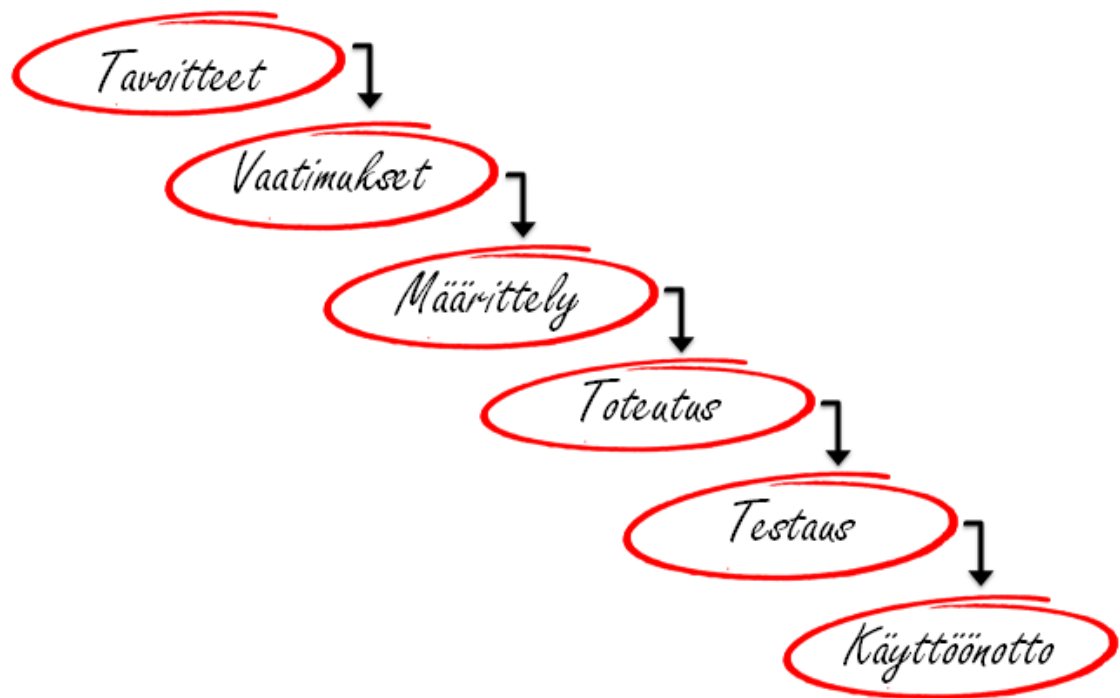 Tavoitteet
Vaatimukset
Määrittely
Toteutus
Testaus
Käyttöönotto